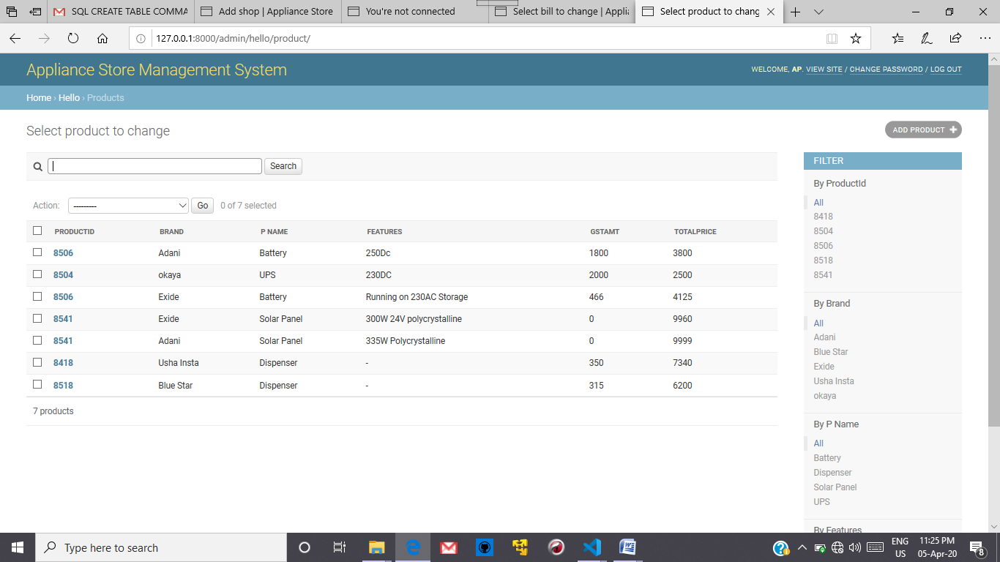 SQL CREATE TABLE COMMA
Add shop | Appliance Store
You're not connected
Select bill to change | Appli
Select product to chang
127.0.0.1:8000/admin/hello/product/
Appliance Store Management System
WELCOME, AP. VIEW SITE / CHANGE PASSWORD / LOG OUT
Home › Hello › Products
Select product to change
ADD PRODUCT +
Search
Action: --------- Go 0 of 7 selected
PRODUCTID BRAND P NAME FEATURES GSTAMT TOTALPRICE
8506 Adani Battery 250Dc 1800 3800
8504 okaya UPS 230DC 2000 2500
8506 Exide Battery Running on 230AC Storage 466 4125
8541 Exide Solar Panel 300W 24V polycrystalline 0 9960
8541 Adani Solar Panel 335W Polycrystalline 0 9999
8418 Usha Insta Dispenser - 350 7340
8518 Blue Star Dispenser - 315 6200
7 products
FILTER
By ProductId
All
8418
8504
8506
8518
8541
By Brand
All
Adani
Blue Star
Exide
Usha Insta
okaya
By P Name
All
Battery
Dispenser
Solar Panel
UPS
By Features
Type here to search
ENG
US
11:25 PM
05-Apr-20
8